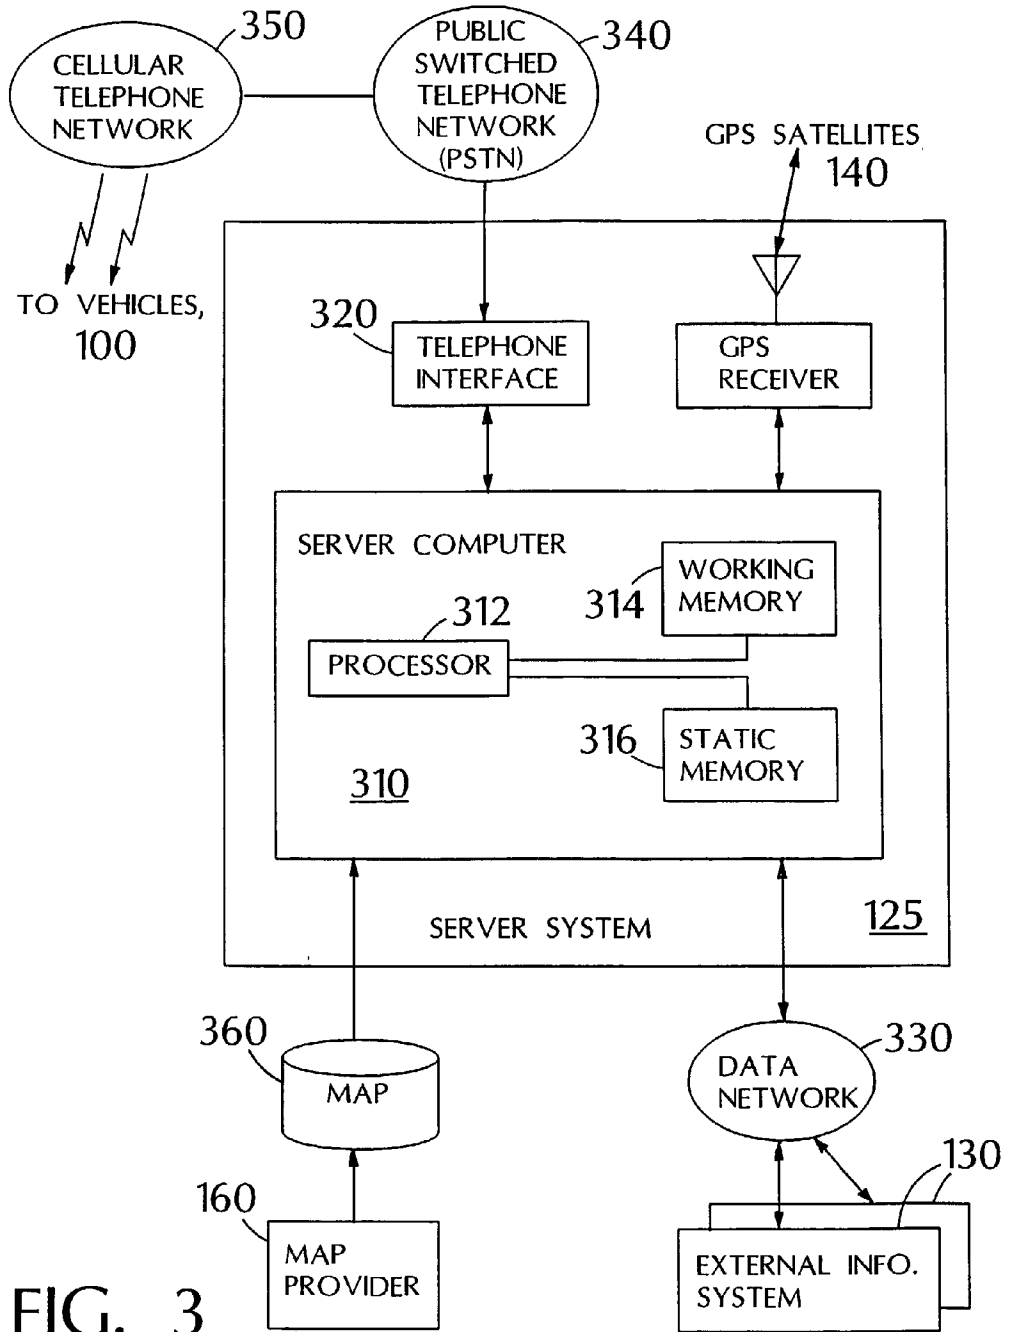 350
CELLULAR
TELEPHONE
NETWORK
PUBLIC
SWITCHED
TELEPHONE
NETWORK
(PSTN)
340
GPS SATELLITES
140
TO VEHICLES,
100
320
TELEPHONE
INTERFACE
GPS
RECEIVER
SERVER COMPUTER
314
WORKING
MEMORY
312
PROCESSOR
316
STATIC
MEMORY
310
SERVER SYSTEM
125
360
MAP
330
DATA
NETWORK
160
MAP
PROVIDER
130
EXTERNAL INFO.
SYSTEM
FIG. 3